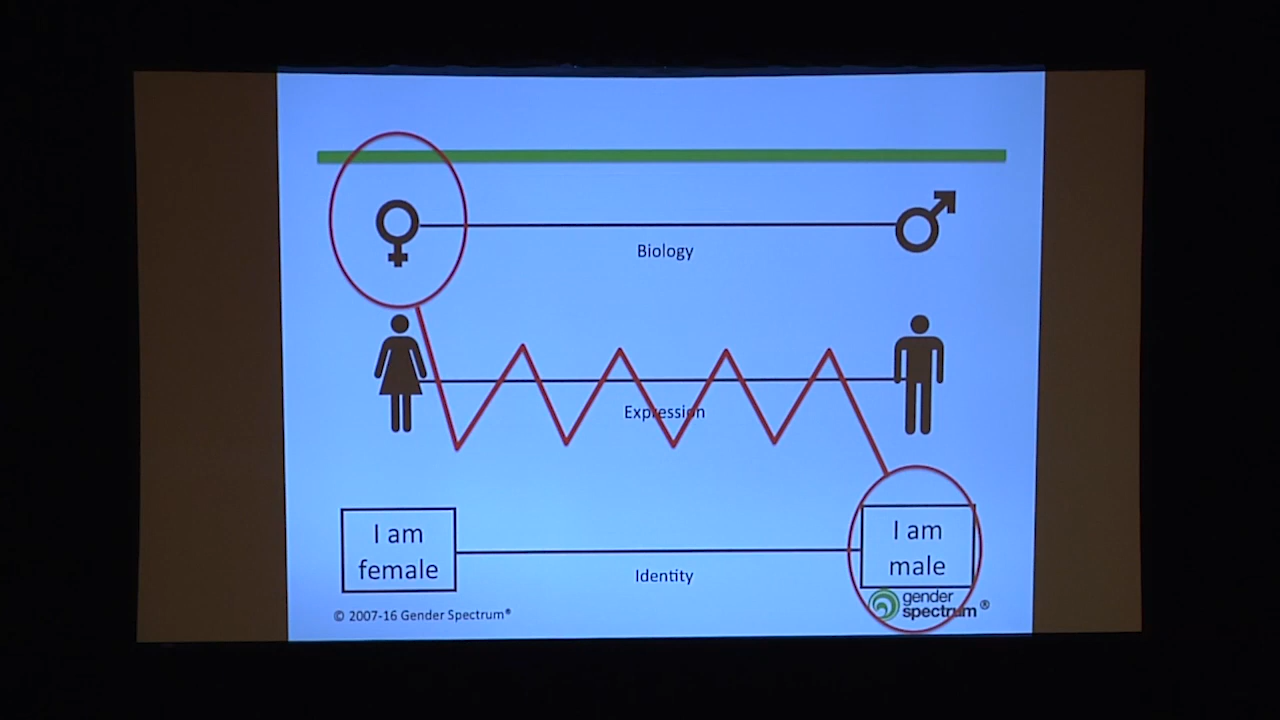 Biology
Expression
I am
female
I am
male
Identity
© 2007-16 Gender Spectrum®
gender
spectrum ®